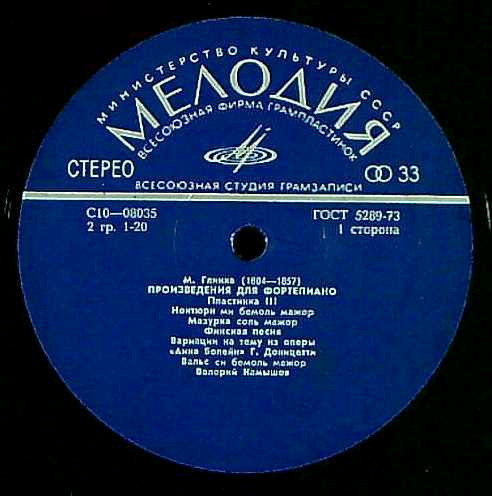 МИНИСТЕРСТВО КУЛЬТУРЫ СССР
МЕЛОДИЯ
ВСЕСОЮЗНАЯ ФИРМА ГРАМПЛАСТИНОК
СТЕРЕО
33
ВСЕСОЮЗНАЯ СТУДИЯ ГРАМЗАПИСИ
С10—08035
ГОСТ 5289-73
2 гр. 1-20
1 сторона
М. Глинка (1804—1857)
ПРОИЗВЕДЕНИЯ ДЛЯ ФОРТЕПИАНО
Пластинка III
Ноктюрн ми бемоль мажор
Мазурка соль мажор
Финская песня
Вариации на тему из оперы
«Анна Болейн» Г. Доницетти
Вальс си бемоль мажор
Валерий Камышов